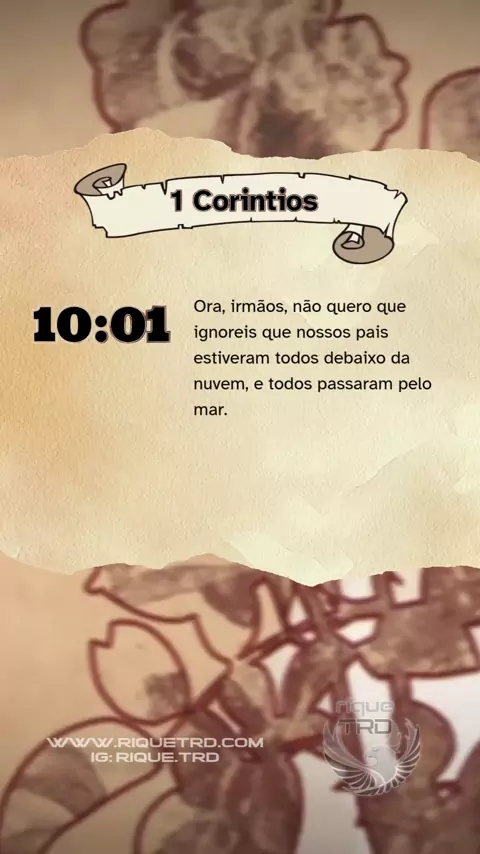 1 Corintios
10:01
Ora, irmãos, não quero que
ignoreis que nossos pais
estiveram todos debaixo da
nuvem, e todos passaram pelo
mar.
rique
TRD
WWW.RIQUETRD.COM
IG: RIQUE.TRD